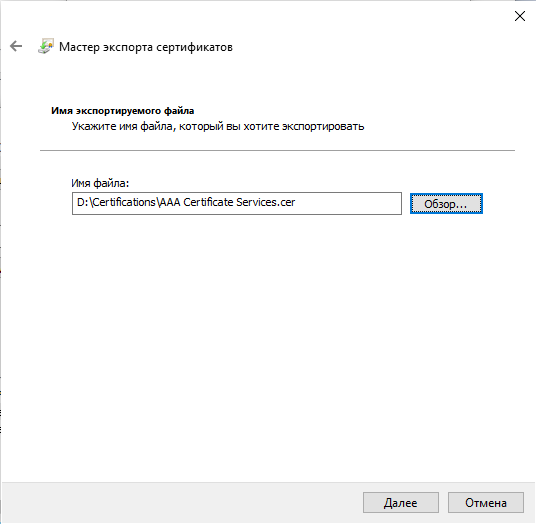 Мастер экспорта сертификатов
Имя экспортируемого файла
Укажите имя файла, который вы хотите экспортировать
Имя файла:
D:\Certifications\AAA Certificate Services.cer
Обзор...
Далее
Отмена